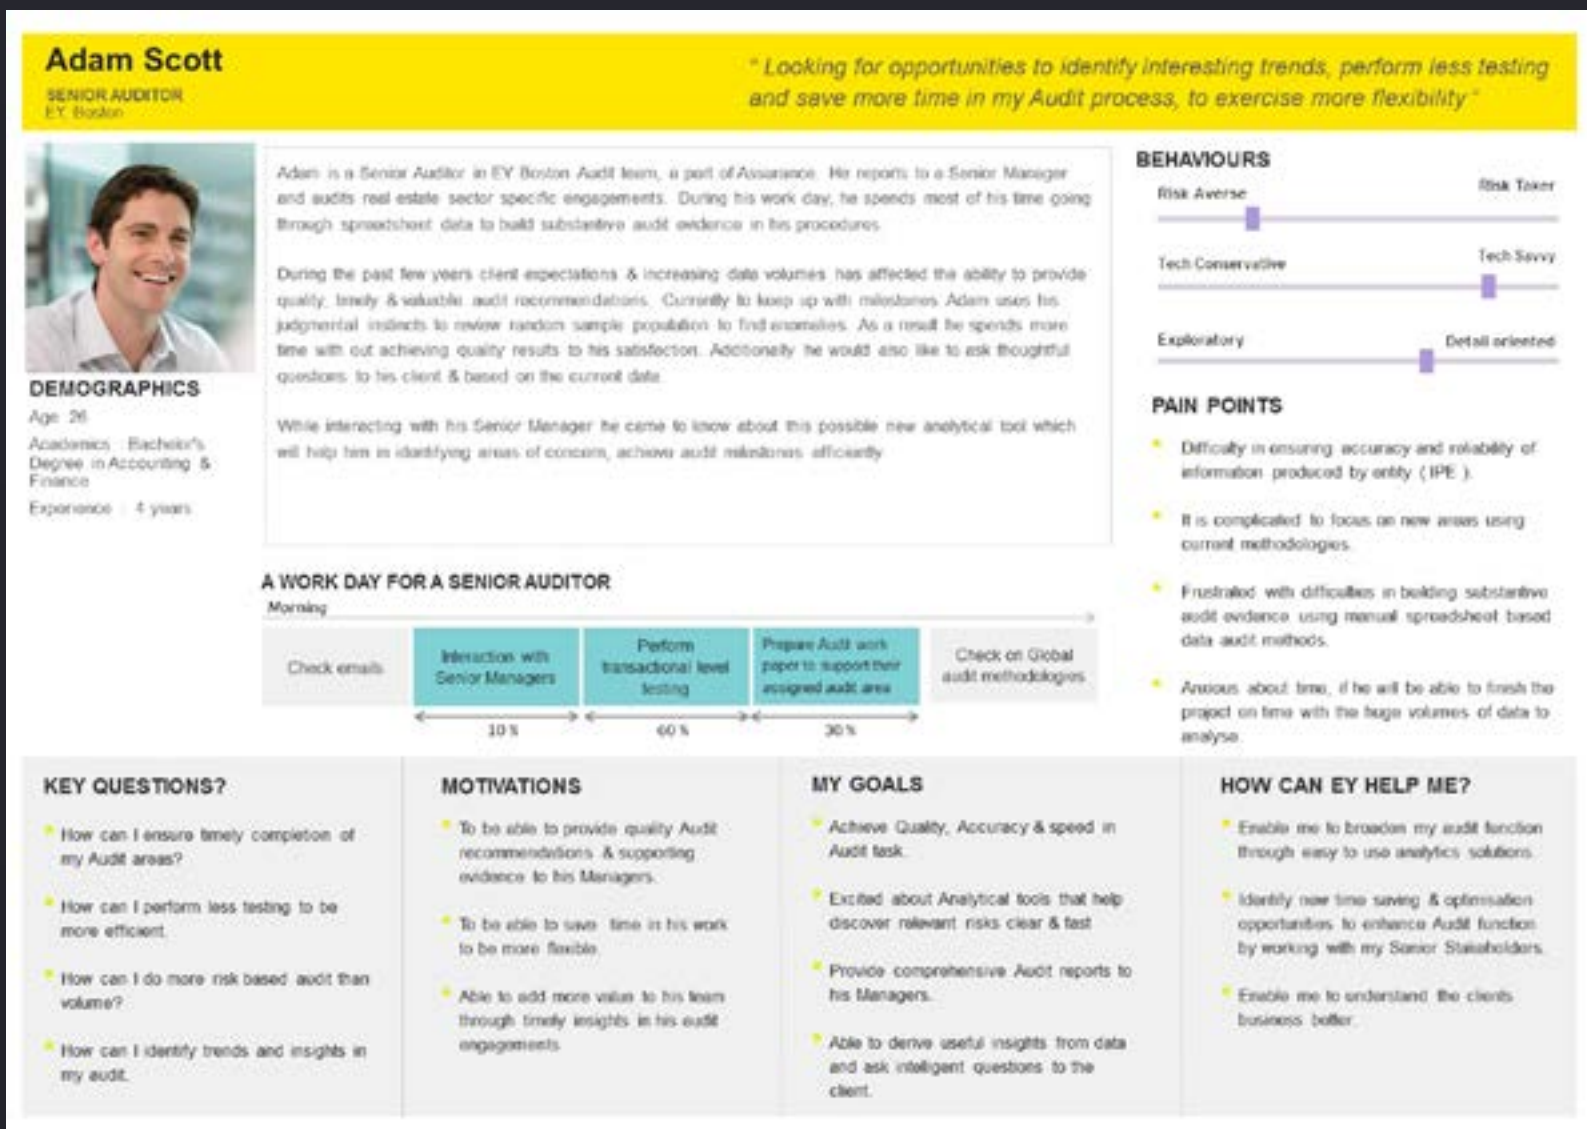 Adam Scott
SENIOR AUDITOR
EY, Boston
" Looking for opportunities to identify interesting trends, perform less testing
and save more time in my Audit process, to exercise more flexibility "
Adam is a Senior Auditor in EY Boston Audit team, a part of Assurance. He reports to a Senior Manager
and audits real estate sector specific engagements. During his work day, he spends most of his time going
through spreadsheet data to build substantive audit evidence in his procedures.
During the past few years client expectations & increasing data volumes has affected the ability to provide
quality, timely & valuable audit recommendations. Currently to keep up with milestones Adam uses his
judgmental instincts to review random sample population to find anomalies. As a result he spends more
time with out achieving quality results to his satisfaction. Additionally he would also like to ask thoughtful
questions to his client & based on the current data.
While interacting with his Senior Manager he came to know about this possible new analytical tool which
will help him in identifying areas of concern, achieve audit milestones efficiently
DEMOGRAPHICS
Age: 26
Academics : Bachelor's
Degree in Accounting &
Finance
Experience : 4 years
BEHAVIOURS
Risk Averse Risk Taker
Tech Conservative Tech Savvy
Exploratory Detail oriented
PAIN POINTS
Difficulty in ensuring accuracy and reliability of
information produced by entity ( IPE ).
It is complicated to focus on new areas using
current methodologies.
Frustrated with difficulties in building substantive
audit evidence using manual spreadsheet based
data audit methods.
Anxious about time, if he will be able to finish the
project on time with the huge volumes of data to
analyse.
A WORK DAY FOR A SENIOR AUDITOR
Morning
Check emails
Interaction with
Senior Managers
Perform
transactional level
testing
Prepare Audit work
paper to support their
assigned audit area
Check on Global
audit methodologies
10 %
60 %
30 %
KEY QUESTIONS?
How can I ensure timely completion of
my Audit areas?
How can I perform less testing to be
more efficient.
How can I do more risk based audit than
volume?
How can I identify trends and insights in
my audit.
MOTIVATIONS
To be able to provide quality Audit
recommendations & supporting
evidence to his Managers.
To be able to save time in his work
to be more flexible.
Able to add more value to his team
through timely insights in his audit
engagements
MY GOALS
Achieve Quality, Accuracy & speed in
Audit task.
Excited about Analytical tools that help
discover relevant risks clear & fast
Provide comprehensive Audit reports to
his Managers.
Able to derive useful insights from data
and ask intelligent questions to the
client.
HOW CAN EY HELP ME?
Enable me to broaden my audit function
through easy to use analytics solutions.
Identify new time saving & optimisation
opportunities to enhance Audit function
by working with my Senior Stakeholders.
Enable me to understand the clients
business better.